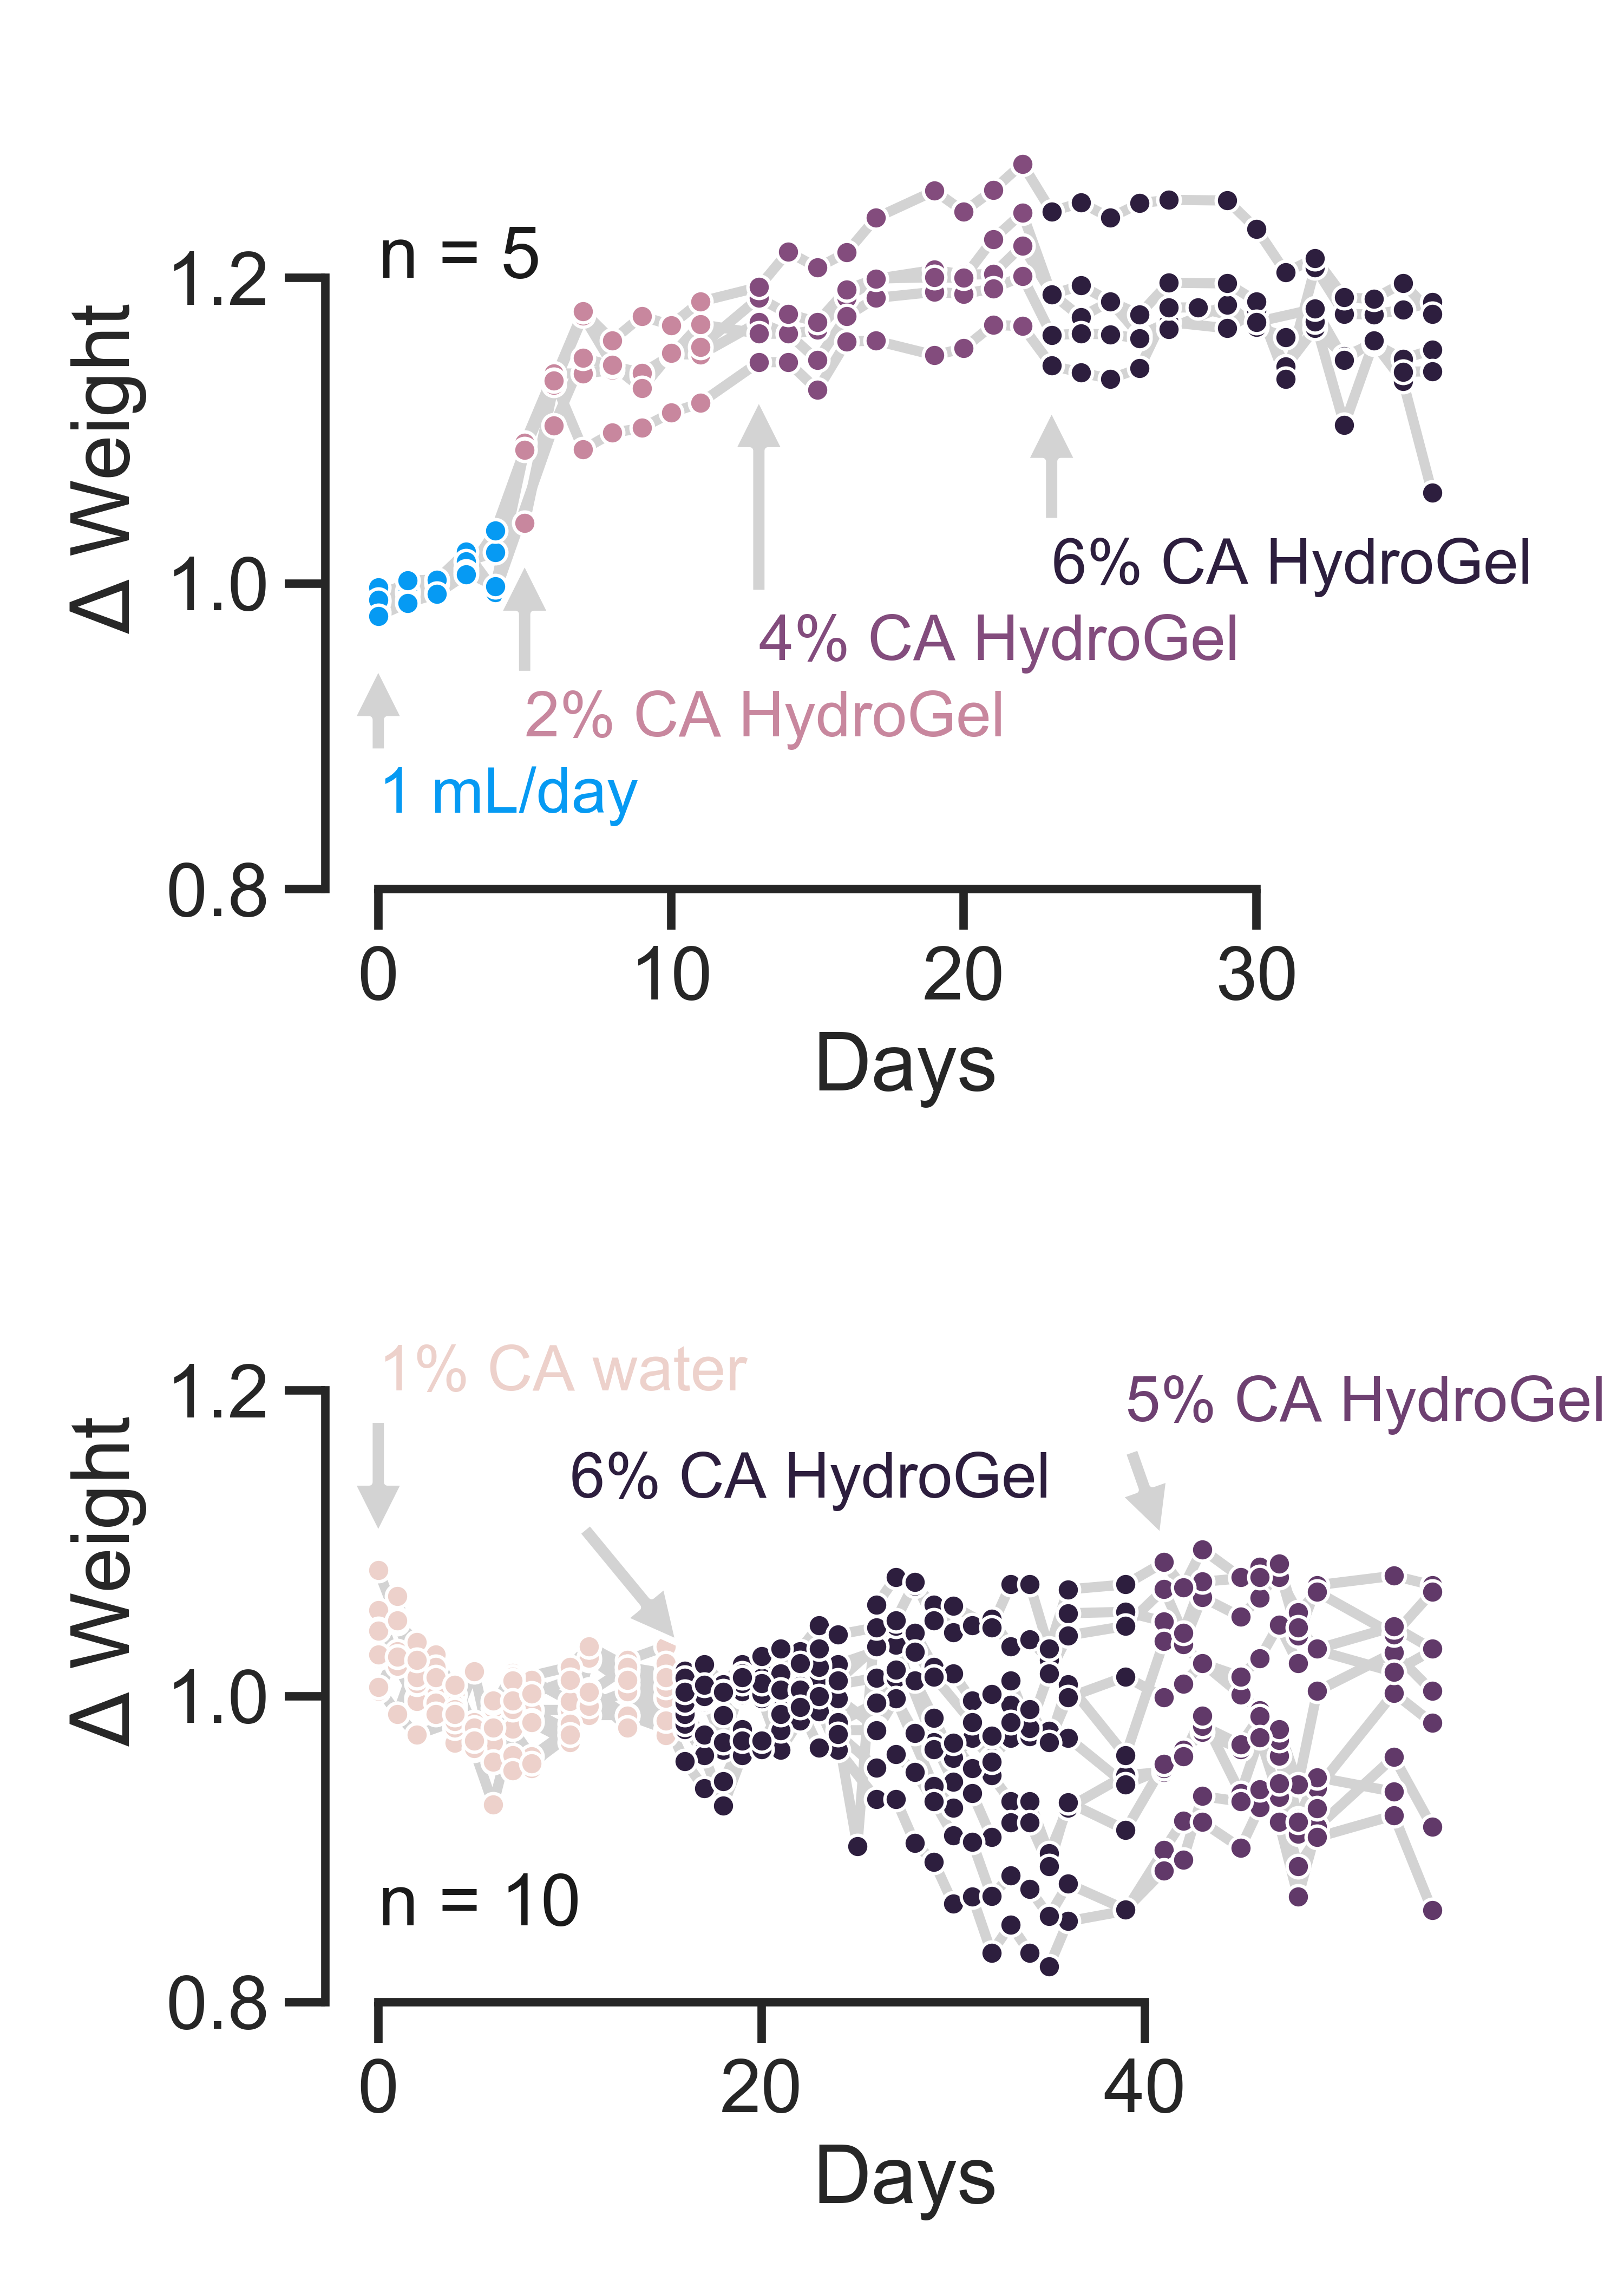 n = 5
1.2
Δ Weight
1.0
6% CA HydroGel
4% CA HydroGel
2% CA HydroGel
1 mL/day
0.8
0
10
20
30
Days
1.2
1% CA water
5% CA HydroGel
6% CA HydroGel
Δ Weight
1.0
n = 10
0.8
0
20
40
Days